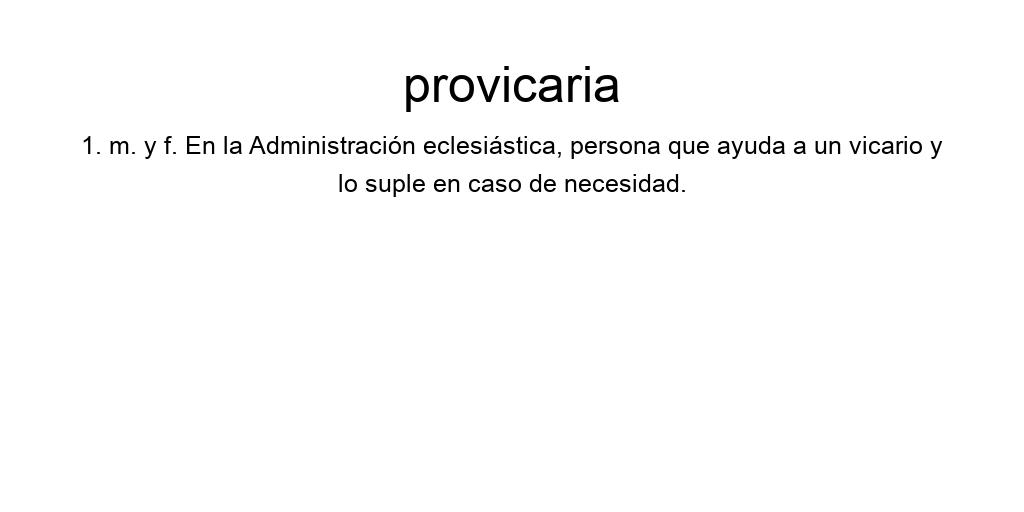 provicaria
1. m. y f. En la Administración eclesiástica, persona que ayuda a un vicario y
lo suple en caso de necesidad.